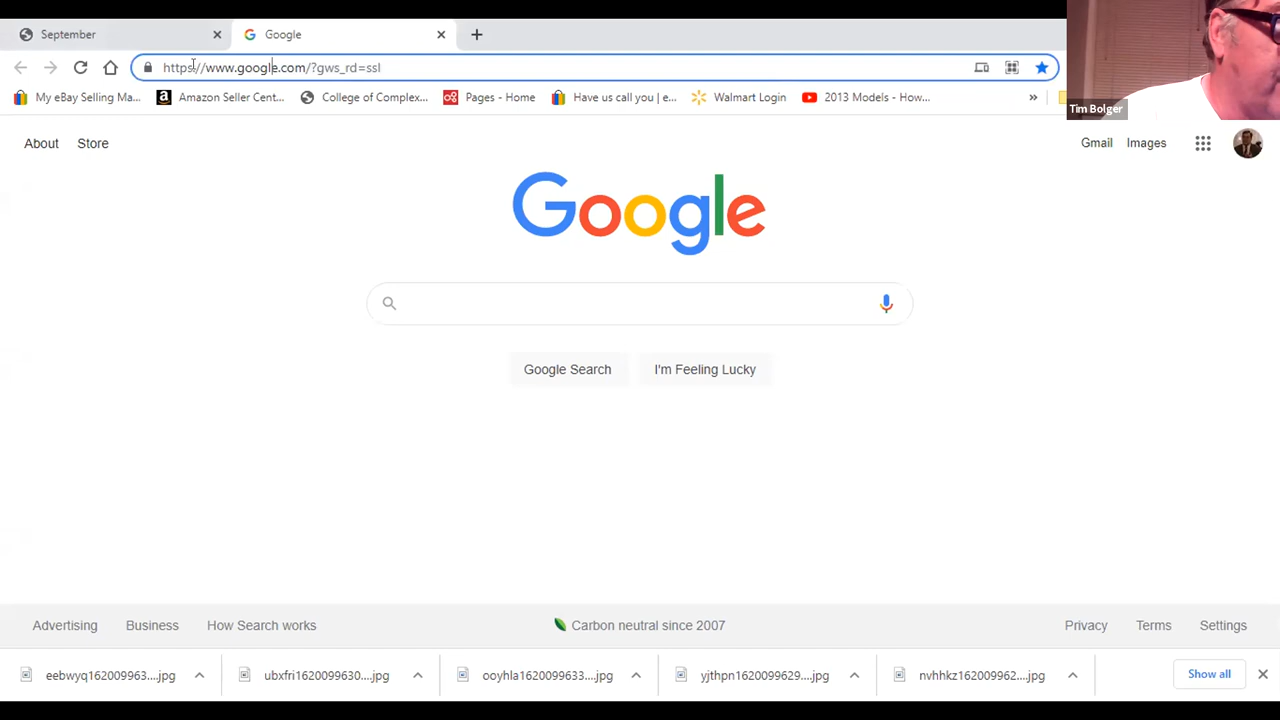 September
Google
https://www.google.com/?gws_rd=ssl
My eBay Selling Ma...
Amazon Seller Cent...
College of Complex...
Pages - Home
Have us call you | e...
Walmart Login
2013 Models - How...
»
Tim Bolger
About
Store
Gmail
Images
Google
Google Search
I'm Feeling Lucky
Advertising
Business
How Search works
Carbon neutral since 2007
Privacy
Terms
Settings
eebwyq162009963....jpg
ubxfri1620099630....jpg
ooyhla1620099633....jpg
yjthpn1620099629....jpg
nvhhkz162009962....jpg
Show all